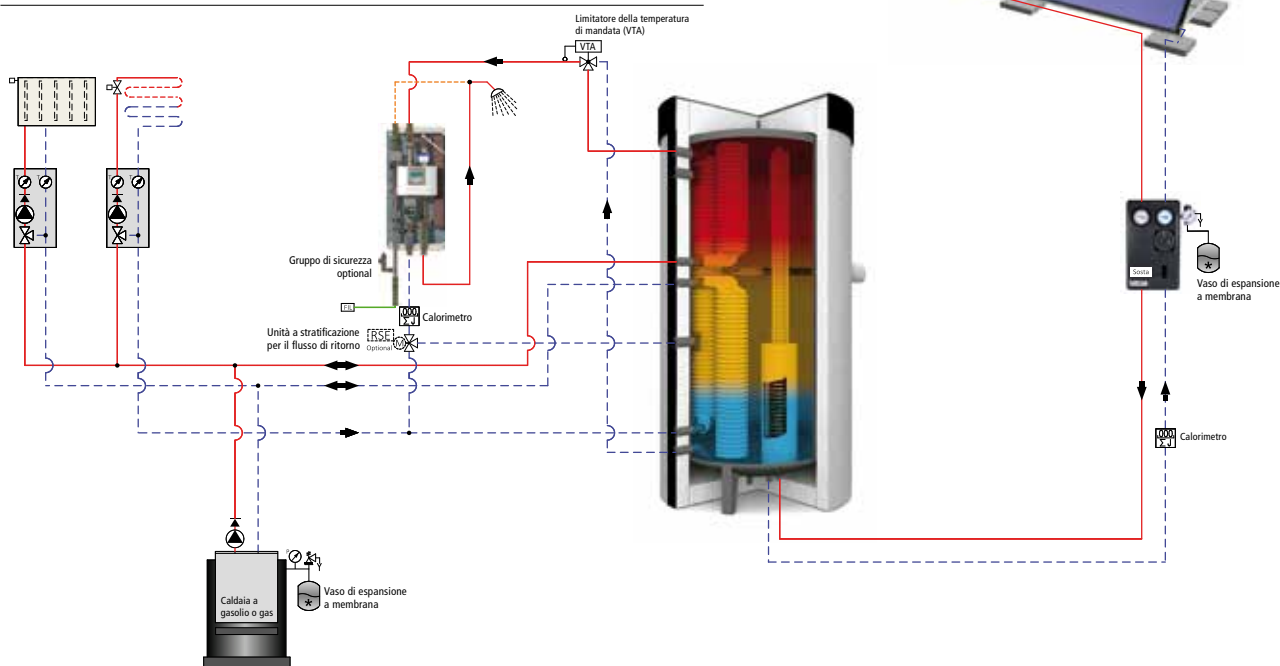 Limitatore della temperatura
di mandata (VTA)
VTA
Gruppo di sicurezza
optional
Calorimetro
Unità a stratificazione
per il flusso di ritorno
RSE
Optional
M
Sosta
Vaso di espansione
a membrana
Calorimetro
Caldaia a
gasolio o gas
Vaso di espansione
a membrana